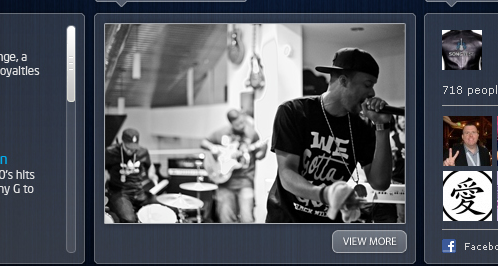 nge, a
oyalties
n
0's hits
ny G to
WE
Gotta
VIEW MORE
718 peopl
愛
Facebo